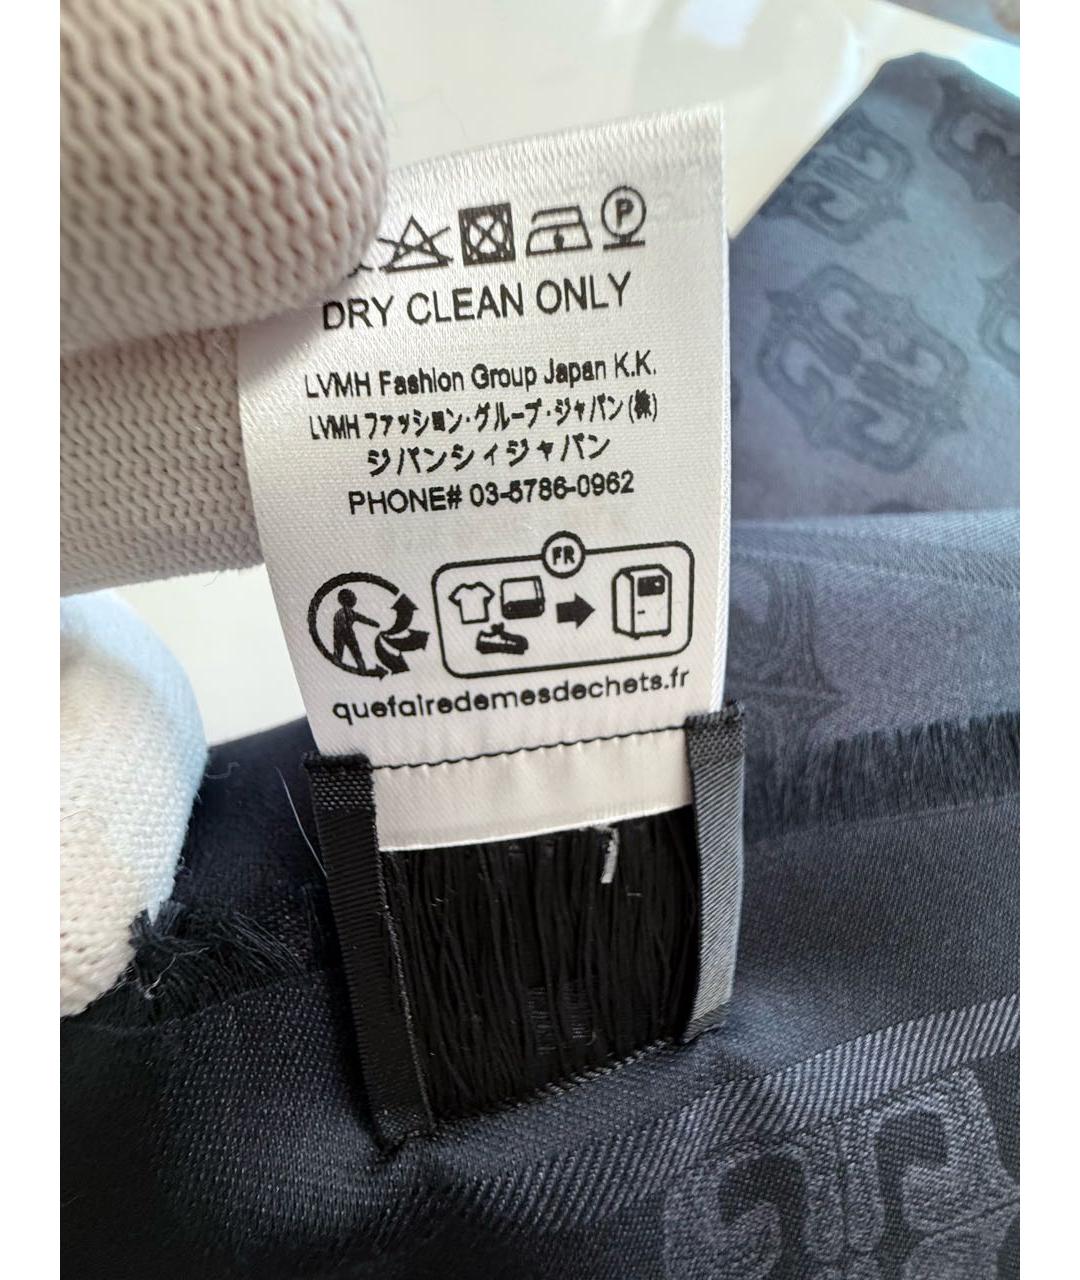 P
DRY CLEAN ONLY
LVMH Fashion Group Japan K.K.
LVMH ファッション・グループ・ジャパン (株)
ジバンシィジャパン
PHONE# 03-5786-0962
FR
quefairedemesdechets.fr